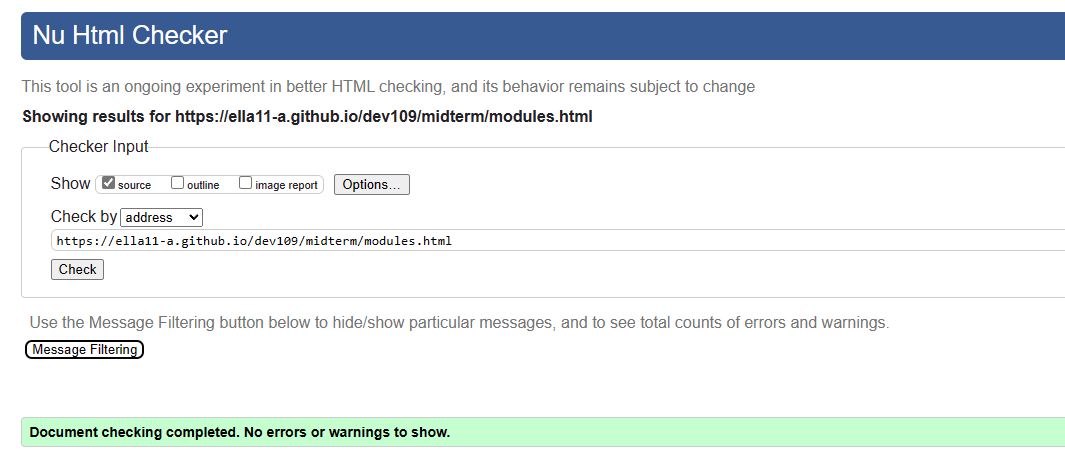 Nu Html Checker
This tool is an ongoing experiment in better HTML checking, and its behavior remains subject to change
Showing results for https://ella11-a.github.io/dev109/midterm/modules.html
Checker Input
Show source outline image report Options...
Check by address
https://ella11-a.github.io/dev109/midterm/modules.html
Check
Use the Message Filtering button below to hide/show particular messages, and to see total counts of errors and warnings.
Message Filtering
Document checking completed. No errors or warnings to show.